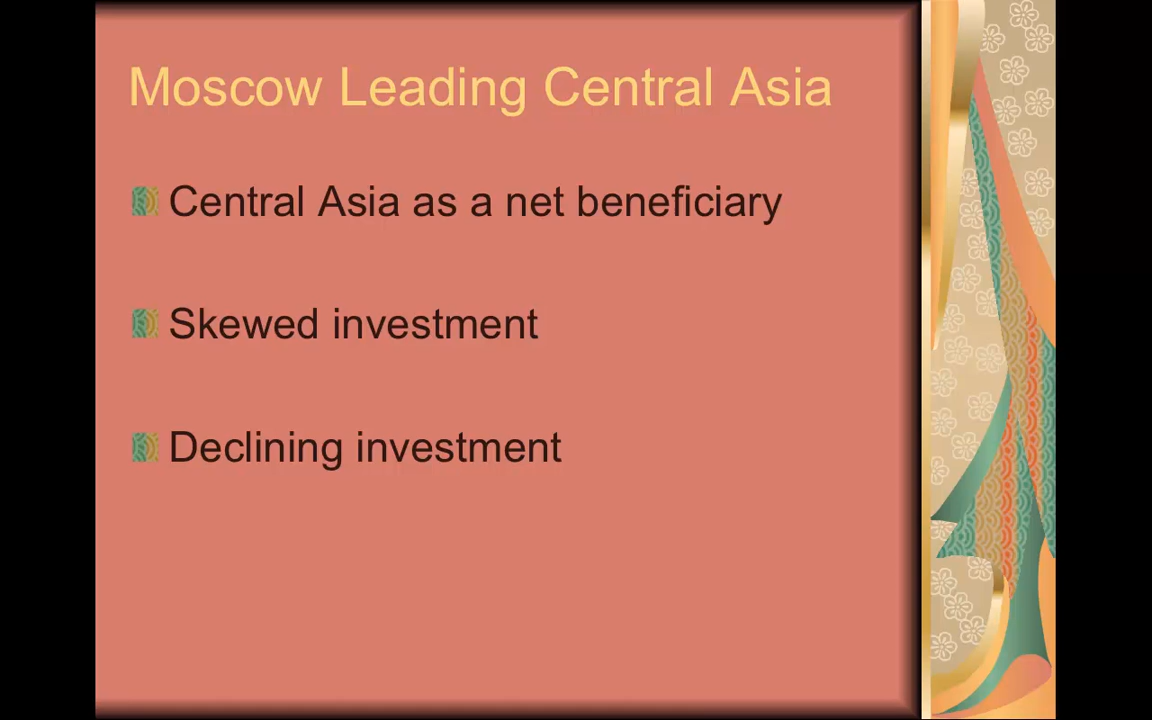 Moscow Leading Central Asia
Central Asia as a net beneficiary
Skewed investment
Declining investment